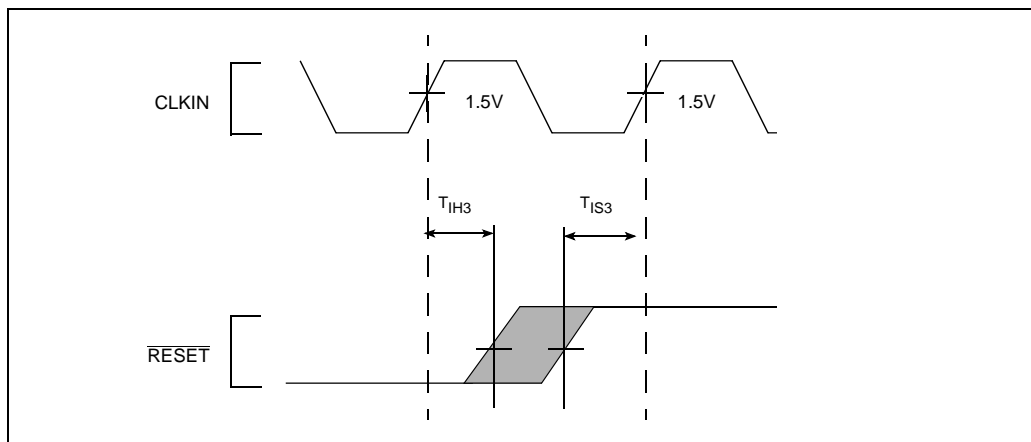 CLKIN
1.5V
1.5V
TIH3
TIS3
RESET